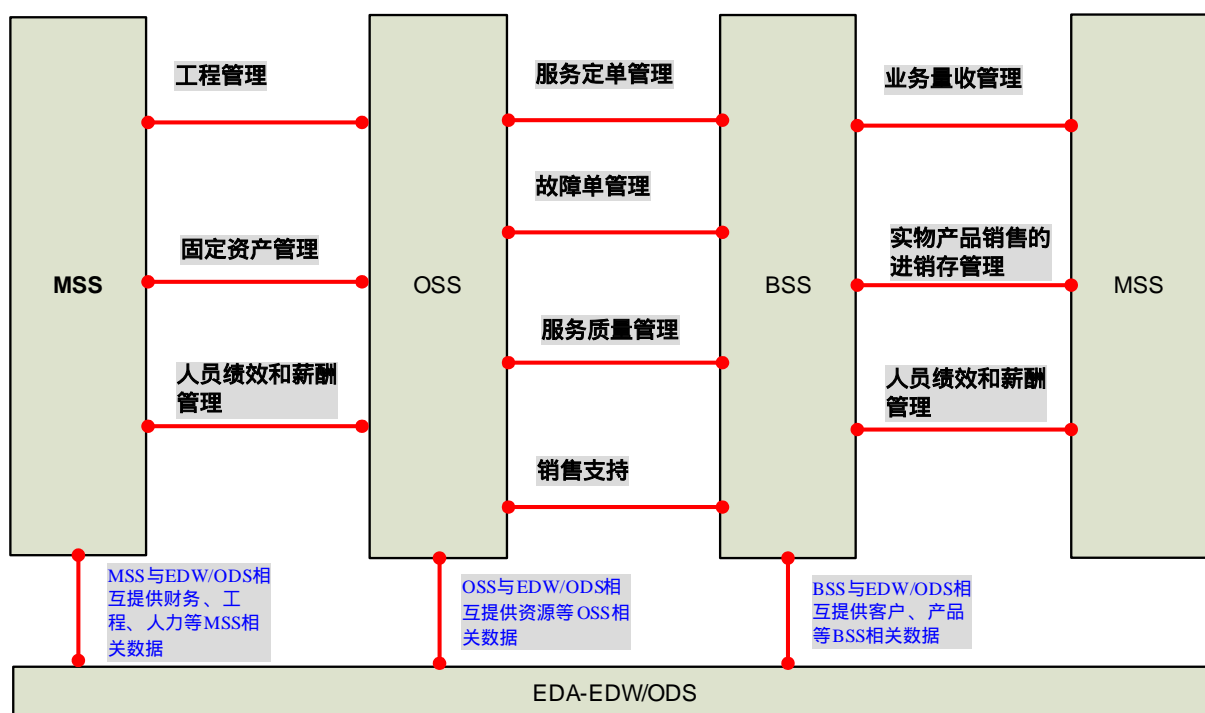 工程管理
服务定单管理
业务量收管理
故障单管理
固定资产管理
实物产品销售的
进销存管理
MSS
OSS
BSS
MSS
服务质量管理
人员绩效和薪酬
管理
人员绩效和薪酬
管理
销售支持
MSS与EDW/ODS相
互提供财务、工
程、人力等MSS相
关数据
OSS与EDW/ODS相
互提供资源等OSS相
关数据
BSS与EDW/ODS相
互提供客户、产品
等BSS相关数据
EDA-EDW/ODS